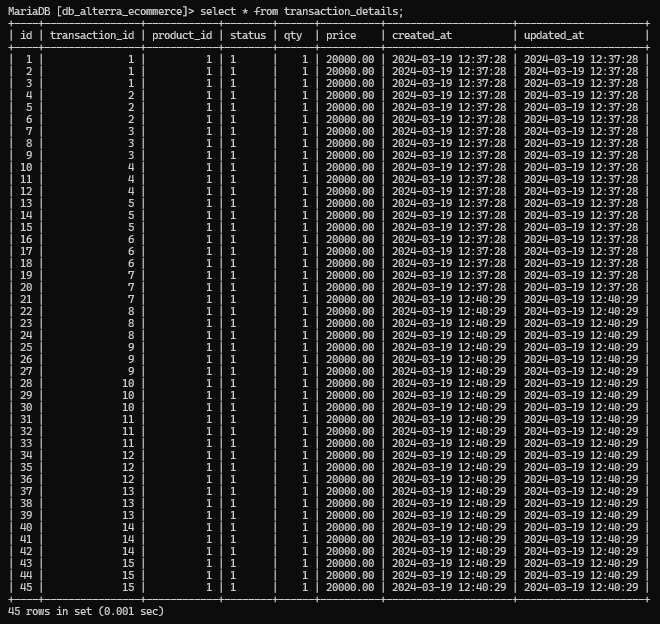 MariaDB [db_alterra_ecommerce]> select * from transaction_details;
| id | transaction_id | product_id | status | qty | price | created_at | updated_at |
| 1 | 1 | 1 | 1 | 1 | 20000.00 | 2024-03-19 12:37:28 | 2024-03-19 12:37:28 |
| 2 | 1 | 1 | 1 | 1 | 20000.00 | 2024-03-19 12:37:28 | 2024-03-19 12:37:28 |
| 3 | 1 | 1 | 1 | 1 | 20000.00 | 2024-03-19 12:37:28 | 2024-03-19 12:37:28 |
| 4 | 2 | 1 | 1 | 1 | 20000.00 | 2024-03-19 12:37:28 | 2024-03-19 12:37:28 |
| 5 | 2 | 1 | 1 | 1 | 20000.00 | 2024-03-19 12:37:28 | 2024-03-19 12:37:28 |
| 6 | 2 | 1 | 1 | 1 | 20000.00 | 2024-03-19 12:37:28 | 2024-03-19 12:37:28 |
| 7 | 3 | 1 | 1 | 1 | 20000.00 | 2024-03-19 12:37:28 | 2024-03-19 12:37:28 |
| 8 | 3 | 1 | 1 | 1 | 20000.00 | 2024-03-19 12:37:28 | 2024-03-19 12:37:28 |
| 9 | 3 | 1 | 1 | 1 | 20000.00 | 2024-03-19 12:37:28 | 2024-03-19 12:37:28 |
| 10 | 4 | 1 | 1 | 1 | 20000.00 | 2024-03-19 12:37:28 | 2024-03-19 12:37:28 |
| 11 | 4 | 1 | 1 | 1 | 20000.00 | 2024-03-19 12:37:28 | 2024-03-19 12:37:28 |
| 12 | 4 | 1 | 1 | 1 | 20000.00 | 2024-03-19 12:37:28 | 2024-03-19 12:37:28 |
| 13 | 5 | 1 | 1 | 1 | 20000.00 | 2024-03-19 12:37:28 | 2024-03-19 12:37:28 |
| 14 | 5 | 1 | 1 | 1 | 20000.00 | 2024-03-19 12:37:28 | 2024-03-19 12:37:28 |
| 15 | 5 | 1 | 1 | 1 | 20000.00 | 2024-03-19 12:37:28 | 2024-03-19 12:37:28 |
| 16 | 6 | 1 | 1 | 1 | 20000.00 | 2024-03-19 12:37:28 | 2024-03-19 12:37:28 |
| 17 | 6 | 1 | 1 | 1 | 20000.00 | 2024-03-19 12:37:28 | 2024-03-19 12:37:28 |
| 18 | 6 | 1 | 1 | 1 | 20000.00 | 2024-03-19 12:37:28 | 2024-03-19 12:37:28 |
| 19 | 7 | 1 | 1 | 1 | 20000.00 | 2024-03-19 12:37:28 | 2024-03-19 12:37:28 |
| 20 | 7 | 1 | 1 | 1 | 20000.00 | 2024-03-19 12:37:28 | 2024-03-19 12:37:28 |
| 21 | 7 | 1 | 1 | 1 | 20000.00 | 2024-03-19 12:40:29 | 2024-03-19 12:40:29 |
| 22 | 8 | 1 | 1 | 1 | 20000.00 | 2024-03-19 12:40:29 | 2024-03-19 12:40:29 |
| 23 | 8 | 1 | 1 | 1 | 20000.00 | 2024-03-19 12:40:29 | 2024-03-19 12:40:29 |
| 24 | 8 | 1 | 1 | 1 | 20000.00 | 2024-03-19 12:40:29 | 2024-03-19 12:40:29 |
| 25 | 9 | 1 | 1 | 1 | 20000.00 | 2024-03-19 12:40:29 | 2024-03-19 12:40:29 |
| 26 | 9 | 1 | 1 | 1 | 20000.00 | 2024-03-19 12:40:29 | 2024-03-19 12:40:29 |
| 27 | 9 | 1 | 1 | 1 | 20000.00 | 2024-03-19 12:40:29 | 2024-03-19 12:40:29 |
| 28 | 10 | 1 | 1 | 1 | 20000.00 | 2024-03-19 12:40:29 | 2024-03-19 12:40:29 |
| 29 | 10 | 1 | 1 | 1 | 20000.00 | 2024-03-19 12:40:29 | 2024-03-19 12:40:29 |
| 30 | 10 | 1 | 1 | 1 | 20000.00 | 2024-03-19 12:40:29 | 2024-03-19 12:40:29 |
| 31 | 11 | 1 | 1 | 1 | 20000.00 | 2024-03-19 12:40:29 | 2024-03-19 12:40:29 |
| 32 | 11 | 1 | 1 | 1 | 20000.00 | 2024-03-19 12:40:29 | 2024-03-19 12:40:29 |
| 33 | 11 | 1 | 1 | 1 | 20000.00 | 2024-03-19 12:40:29 | 2024-03-19 12:40:29 |
| 34 | 12 | 1 | 1 | 1 | 20000.00 | 2024-03-19 12:40:29 | 2024-03-19 12:40:29 |
| 35 | 12 | 1 | 1 | 1 | 20000.00 | 2024-03-19 12:40:29 | 2024-03-19 12:40:29 |
| 36 | 12 | 1 | 1 | 1 | 20000.00 | 2024-03-19 12:40:29 | 2024-03-19 12:40:29 |
| 37 | 13 | 1 | 1 | 1 | 20000.00 | 2024-03-19 12:40:29 | 2024-03-19 12:40:29 |
| 38 | 13 | 1 | 1 | 1 | 20000.00 | 2024-03-19 12:40:29 | 2024-03-19 12:40:29 |
| 39 | 13 | 1 | 1 | 1 | 20000.00 | 2024-03-19 12:40:29 | 2024-03-19 12:40:29 |
| 40 | 14 | 1 | 1 | 1 | 20000.00 | 2024-03-19 12:40:29 | 2024-03-19 12:40:29 |
| 41 | 14 | 1 | 1 | 1 | 20000.00 | 2024-03-19 12:40:29 | 2024-03-19 12:40:29 |
| 42 | 14 | 1 | 1 | 1 | 20000.00 | 2024-03-19 12:40:29 | 2024-03-19 12:40:29 |
| 43 | 15 | 1 | 1 | 1 | 20000.00 | 2024-03-19 12:40:29 | 2024-03-19 12:40:29 |
| 44 | 15 | 1 | 1 | 1 | 20000.00 | 2024-03-19 12:40:29 | 2024-03-19 12:40:29 |
| 45 | 15 | 1 | 1 | 1 | 20000.00 | 2024-03-19 12:40:29 | 2024-03-19 12:40:29 |
45 rows in set (0.001 sec)